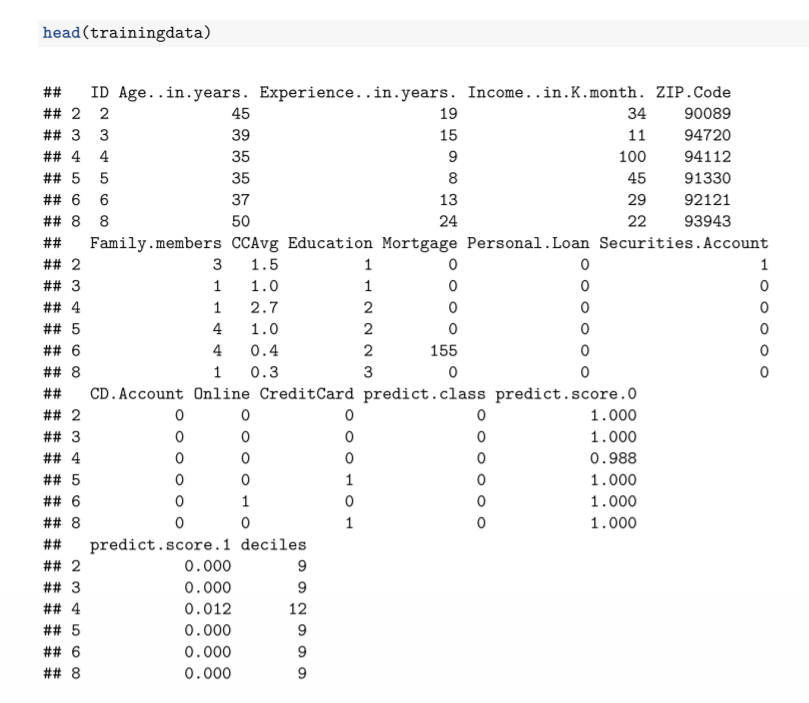 head(trainingdata)
##   ID Age..in.years. Experience..in.years. Income..in.K.month. ZIP.Code
## 2  2             45                    19                  34    90089
## 3  3             39                    15                  11    94720
## 4  4             35                     9                 100    94112
## 5  5             35                     8                  45    91330
## 6  6             37                    13                  29    92121
## 8  8             50                    24                  22    93943
##   Family.members CCAvg Education Mortgage Personal.Loan Securities.Account
## 2              3   1.5         1        0             0                  1
## 3              1   1.0         1        0             0                  0
## 4              1   2.7         2        0             0                  0
## 5              4   1.0         2        0             0                  0
## 6              4   0.4         2      155             0                  0
## 8              1   0.3         3        0             0                  0
##   CD.Account Online CreditCard predict.class predict.score.0
## 2          0      0          0             0           1.000
## 3          0      0          0             0           1.000
## 4          0      0          0             0           0.988
## 5          0      0          1             0           1.000
## 6          0      1          0             0           1.000
## 8          0      0          1             0           1.000
##   predict.score.1 deciles
## 2           0.000       9
## 3           0.000       9
## 4           0.012      12
## 5           0.000       9
## 6           0.000       9
## 8           0.000       9